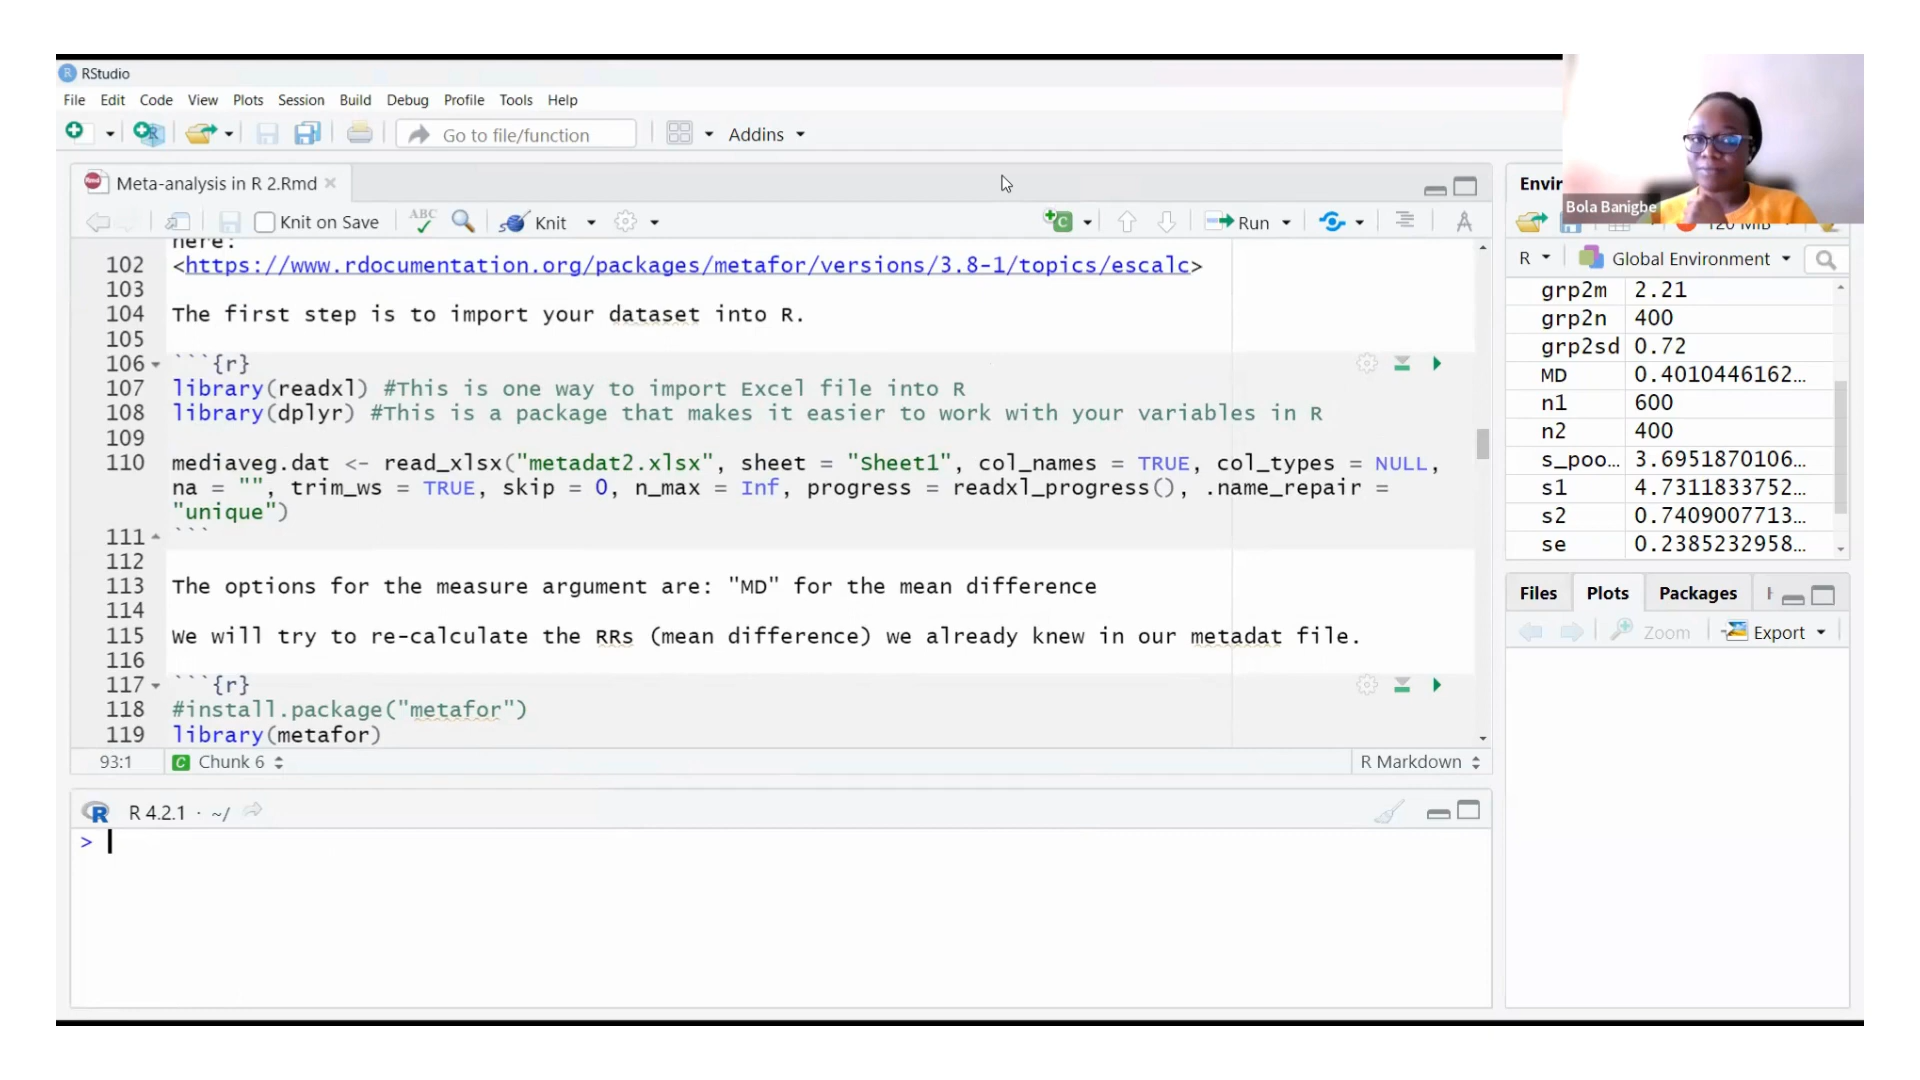 RStudio
File Edit Code View Plots Session Build Debug Profile Tools Help
Go to file/function
Addins
Meta-analysis in R 2.Rmd
Knit on Save
ABC
Knit
Run
here:
102 <https://www.rdocumentation.org/packages/metafor/versions/3.8-1/topics/escalc>
103
104 The first step is to import your dataset into R.
105
106 ```{r}
107 library(readxl) #This is one way to import Excel file into R
108 library(dplyr) #This is a package that makes it easier to work with your variables in R
109
110 mediaveg.dat <- read_xlsx("metadat2.xlsx", sheet = "Sheet1", col_names = TRUE, col_types = NULL,
na = "", trim_ws = TRUE, skip = 0, n_max = Inf, progress = readxl_progress(), .name_repair =
"unique")
111 ```
112
113 The options for the measure argument are: "MD" for the mean difference
114
115 We will try to re-calculate the RRs (mean difference) we already knew in our metadat file.
116
117 ```{r}
118 #install.package("metafor")
119 library(metafor)
93:1
Chunk 6
R Markdown
R 4.2.1 · ~/
>
Envir
Bola Banigbe
120 MiB
R
Global Environment
grp2m 2.21
grp2n 400
grp2sd 0.72
MD 0.4010446162...
n1 600
n2 400
s_poo... 3.6951870106...
s1 4.7311833752...
s2 0.7409007713...
se 0.2385232958...
Files Plots Packages
Zoom
Export